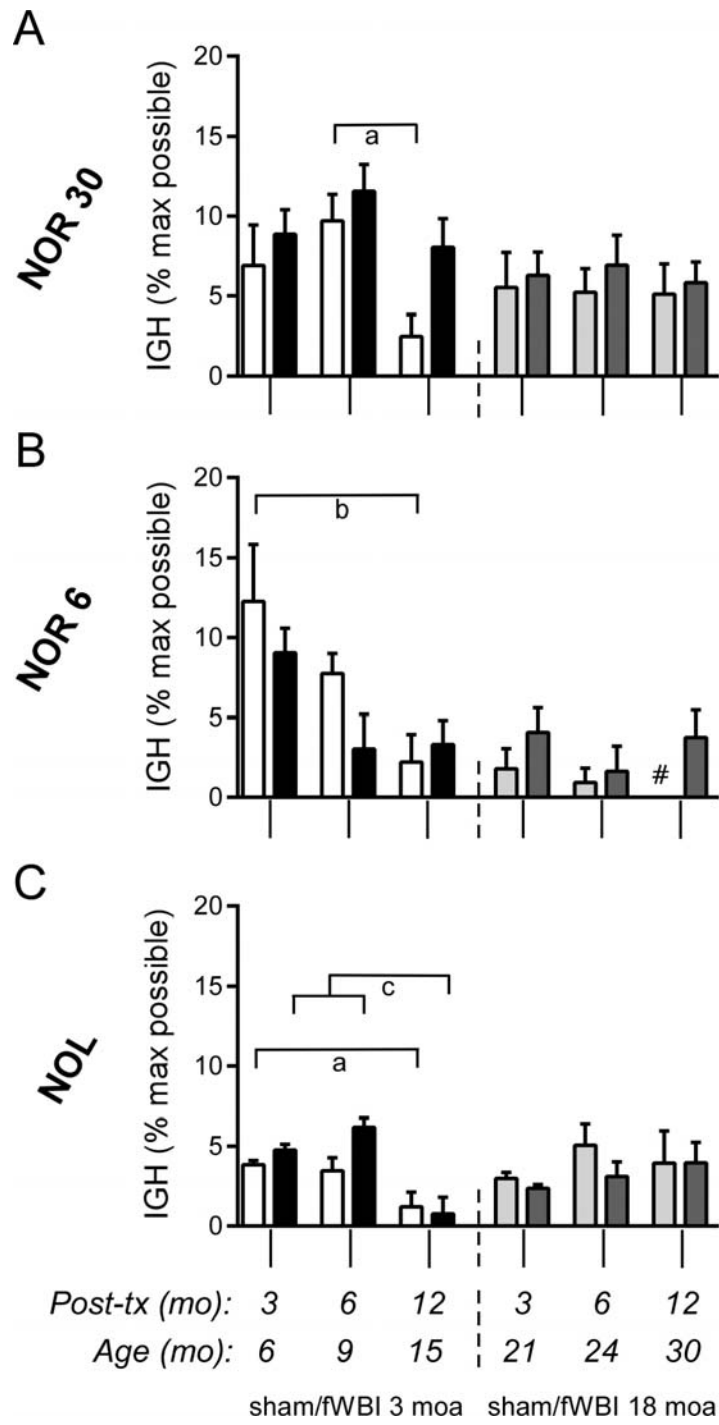 A
NOR 30
IGH (% max possible)
20
15
10
5
0
a
B
NOR 6
IGH (% max possible)
20
15
10
5
0
b
#
C
NOL
IGH (% max possible)
20
15
10
5
0
c
a
Post-tx (mo): 3 6 12 3 6 12
Age (mo): 6 9 15 21 24 30
sham/fWBI 3 moa sham/fWBI 18 moa